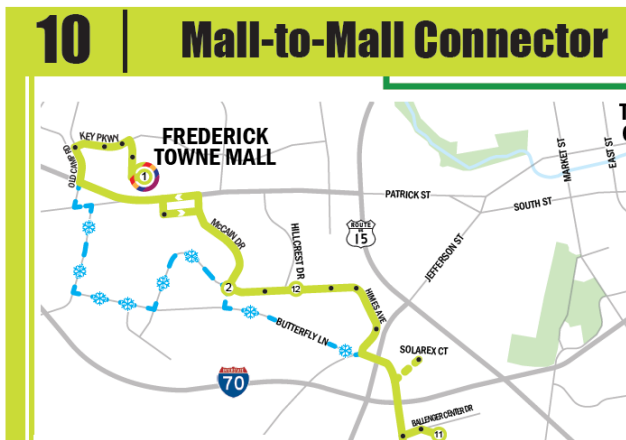 10 Mall-to-Mall Connector
KEY PKWY
FREDERICK
TOWNE MALL
1
OLD CAMP RD
PATRICK ST
SOUTH ST
MARKET ST
EAST ST
McCAIN DR
HILLCREST DR
ROUTE
15
JEFFERSON ST
2
12
HIMES AVE
BUTTERFLY LN
SOLAREX CT
70
BALLENGER CENTER DR
11